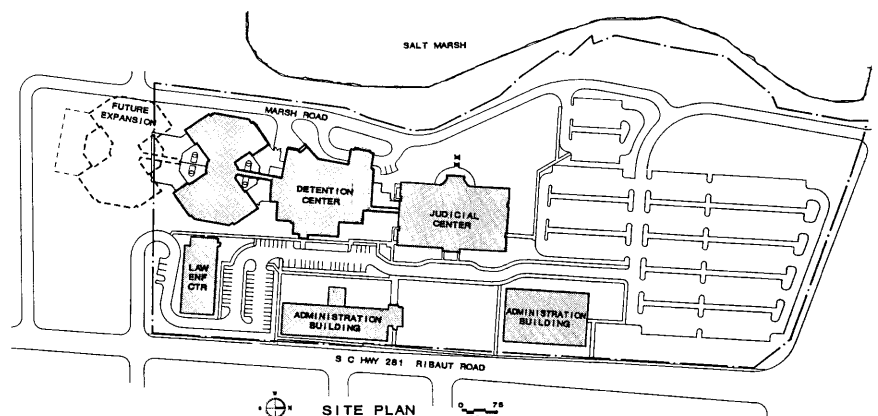 SALT MARSH
FUTURE
EXPANSION
MARSH ROAD
DETENTION
CENTER
JUDICIAL
CENTER
LAW
ENF
CTR
ADMINISTRATION
BUILDING
ADMINISTRATION
BUILDING
S C HWY 281 RIBAUT ROAD
SITE PLAN
0 75